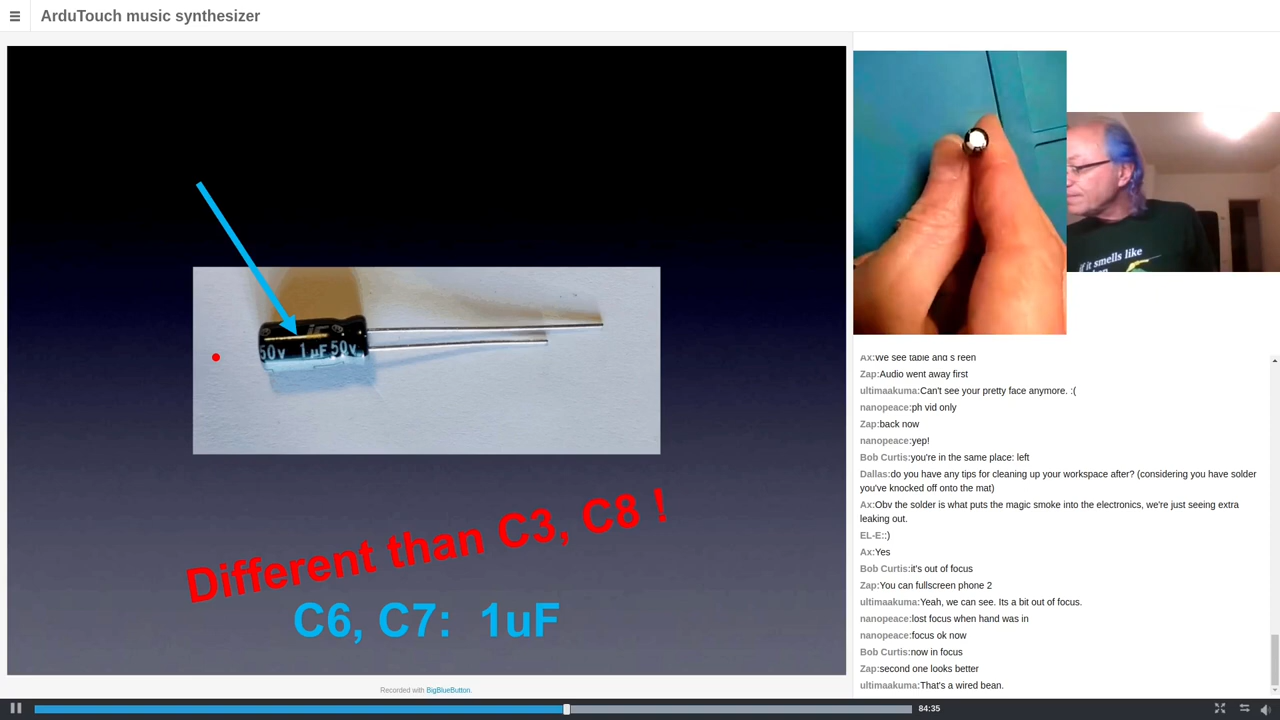 ArduTouch music synthesizer
50v 1µF 50v
Different than C3, C8 !
C6, C7: 1uF
if it smells like
Ax:We see table and s reen
Zap:Audio went away first
ultimaakuma:Can't see your pretty face anymore. :(
nanopeace:ph vid only
Zap:back now
nanopeace:yep!
Bob Curtis:you're in the same place: left
Dallas:do you have any tips for cleaning up your workspace after? (considering you have solder
you've knocked off onto the mat)
Ax:Obv the solder is what puts the magic smoke into the electronics, we're just seeing extra
leaking out.
EL-E::)
Ax:Yes
Bob Curtis:it's out of focus
Zap:You can fullscreen phone 2
ultimaakuma:Yeah, we can see. Its a bit out of focus.
nanopeace:lost focus when hand was in
nanopeace:focus ok now
Bob Curtis:now in focus
Zap:second one looks better
ultimaakuma:That's a wired bean.
Recorded with BigBlueButton.
84:35